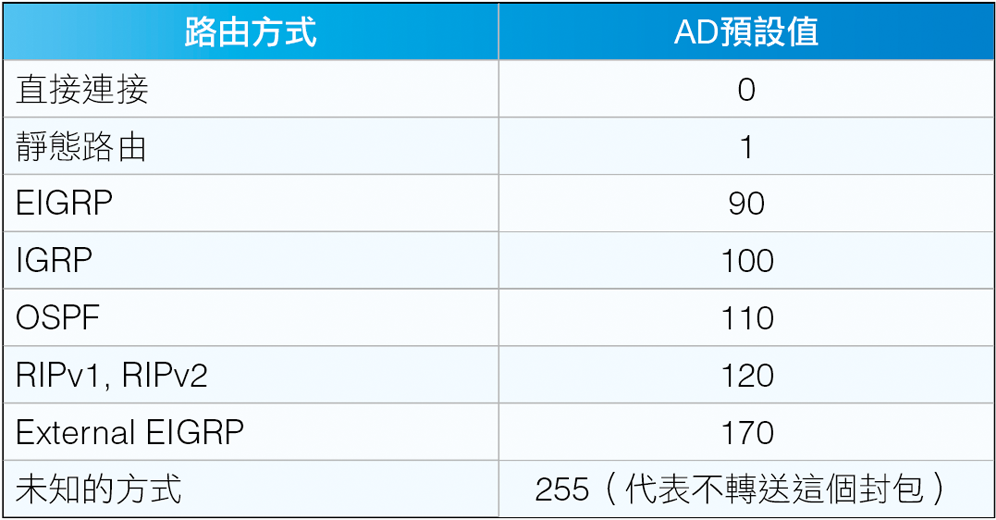 路由方式 AD預設值
直接連接 0
靜態路由 1
EIGRP 90
IGRP 100
OSPF 110
RIPv1, RIPv2 120
External EIGRP 170
未知的方式 255（代表不轉送這個封包）